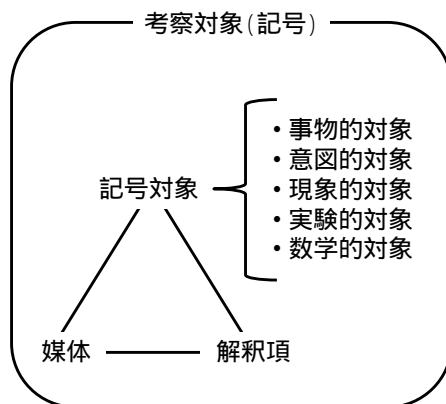 考察対象(記号)
・事物的対象
・意図的対象
記号対象
・現象的対象
・実験的対象
・数学的対象
媒体
解釈項